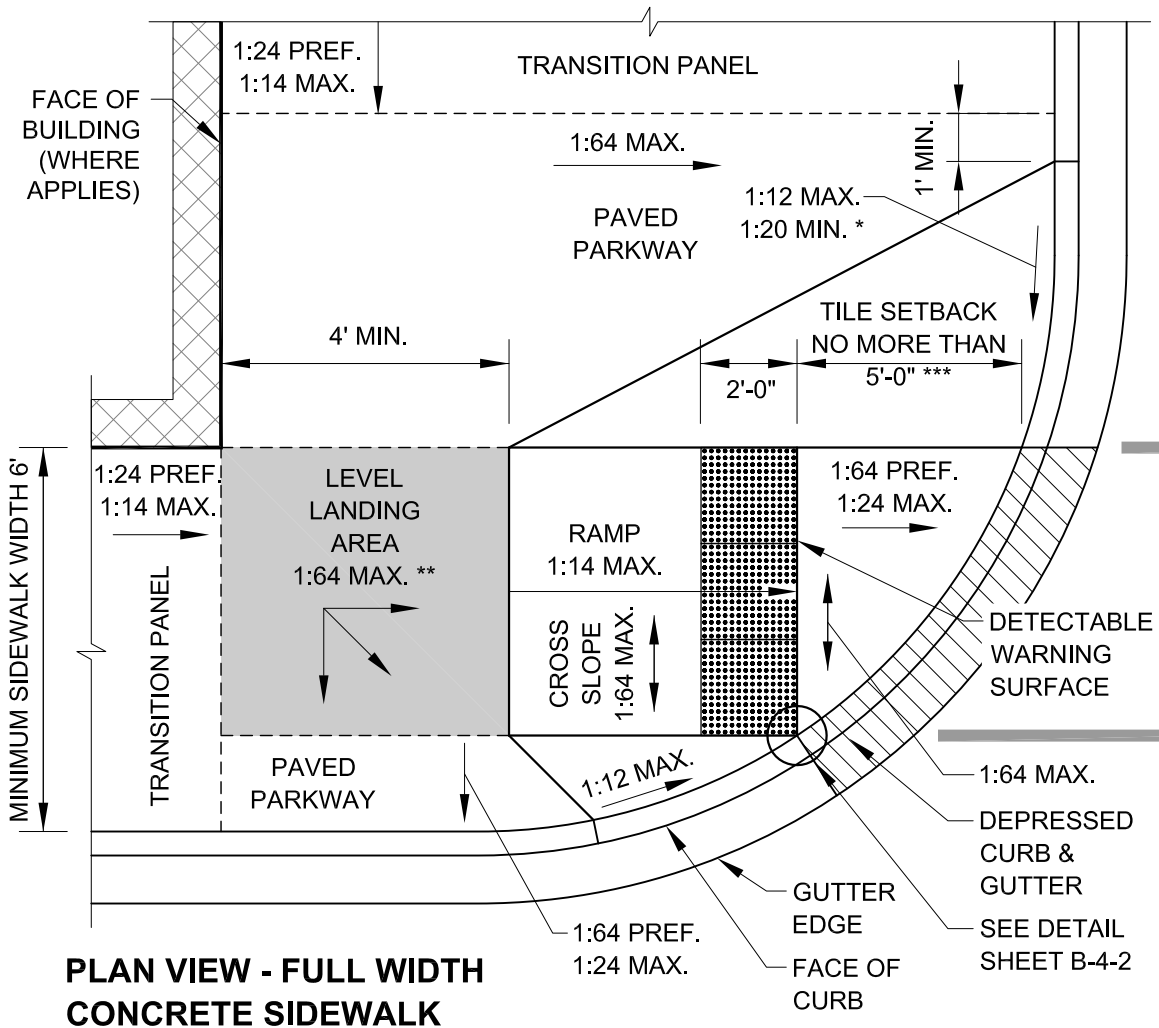 1:24 PREF.
1:14 MAX.
TRANSITION PANEL
FACE OF
BUILDING
(WHERE
APPLIES)
1:64 MAX.
1' MIN.
1:12 MAX.
1:20 MIN. *
PAVED
PARKWAY
4' MIN.
TILE SETBACK
NO MORE THAN
5'-0" ***
2'-0"
MINIMUM SIDEWALK WIDTH 6'
1:24 PREF.
1:14 MAX.
TRANSITION PANEL
LEVEL
LANDING
AREA
1:64 MAX. **
RAMP
1:14 MAX.
CROSS
SLOPE
1:64 MAX.
1:64 PREF.
1:24 MAX.
DETECTABLE
WARNING
SURFACE
PAVED
PARKWAY
1:12 MAX.
1:64 MAX.
DEPRESSED
CURB &
GUTTER
GUTTER
EDGE
SEE DETAIL
SHEET B-4-2
1:64 PREF.
1:24 MAX.
FACE OF
CURB
PLAN VIEW - FULL WIDTH
CONCRETE SIDEWALK